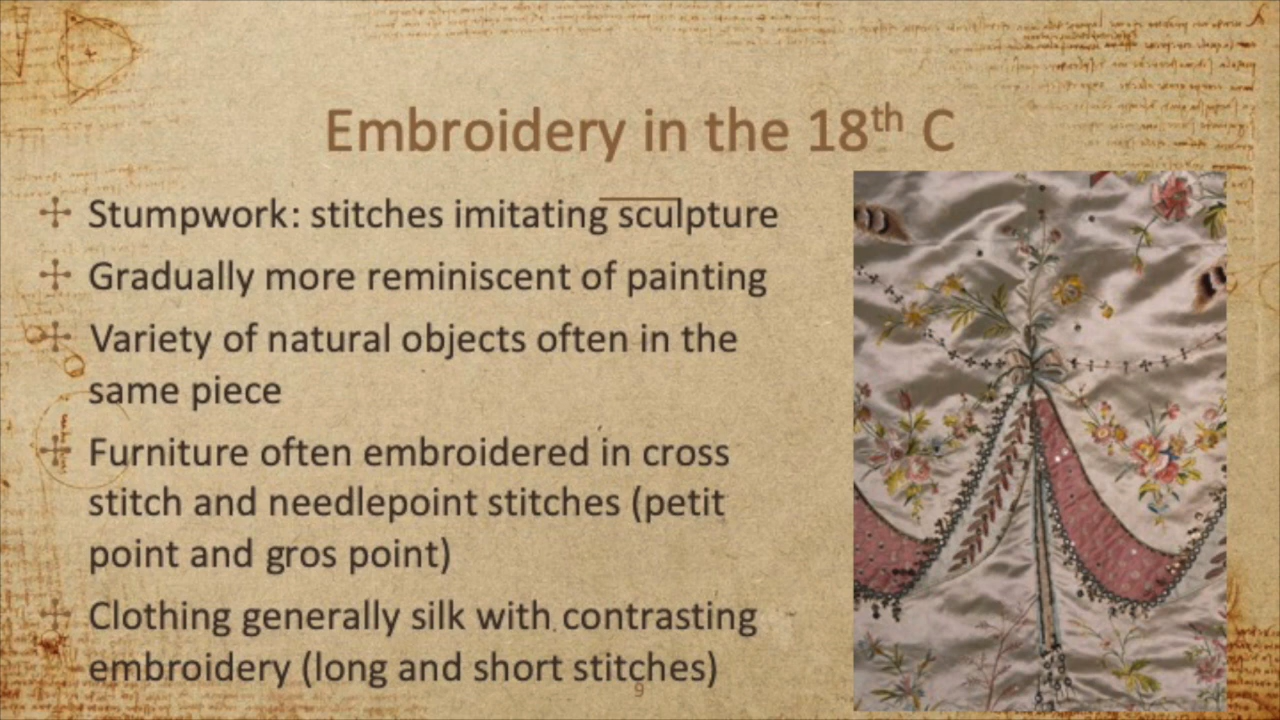 Embroidery in the 18th C
Stumpwork: stitches imitating sculpture
Gradually more reminiscent of painting
Variety of natural objects often in the
same piece
Furniture often embroidered in cross
stitch and needlepoint stitches (petit
point and gros point)
Clothing generally silk with contrasting
embroidery (long and short stitches)
9